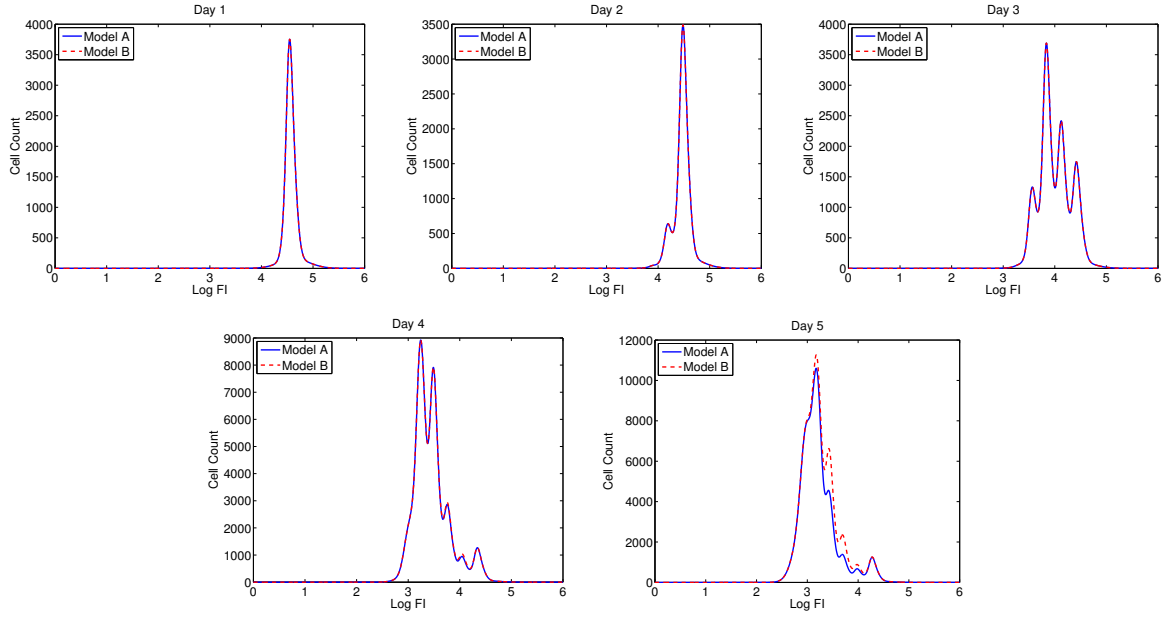 Day 1
4000
3500
3000
2500
2000
1500
1000
500
0
Cell Count
Model A
Model B
0 1 2 3 4 5 6
Log FI
Day 2
3500
3000
2500
2000
1500
1000
500
0
Cell Count
Model A
Model B
0 1 2 3 4 5 6
Log FI
Day 3
4000
3500
3000
2500
2000
1500
1000
500
0
Cell Count
Model A
Model B
0 1 2 3 4 5 6
Log FI
Day 4
9000
8000
7000
6000
5000
4000
3000
2000
1000
0
Cell Count
Model A
Model B
0 1 2 3 4 5 6
Log FI
Day 5
12000
10000
8000
6000
4000
2000
0
Cell Count
Model A
Model B
0 1 2 3 4 5 6
Log FI